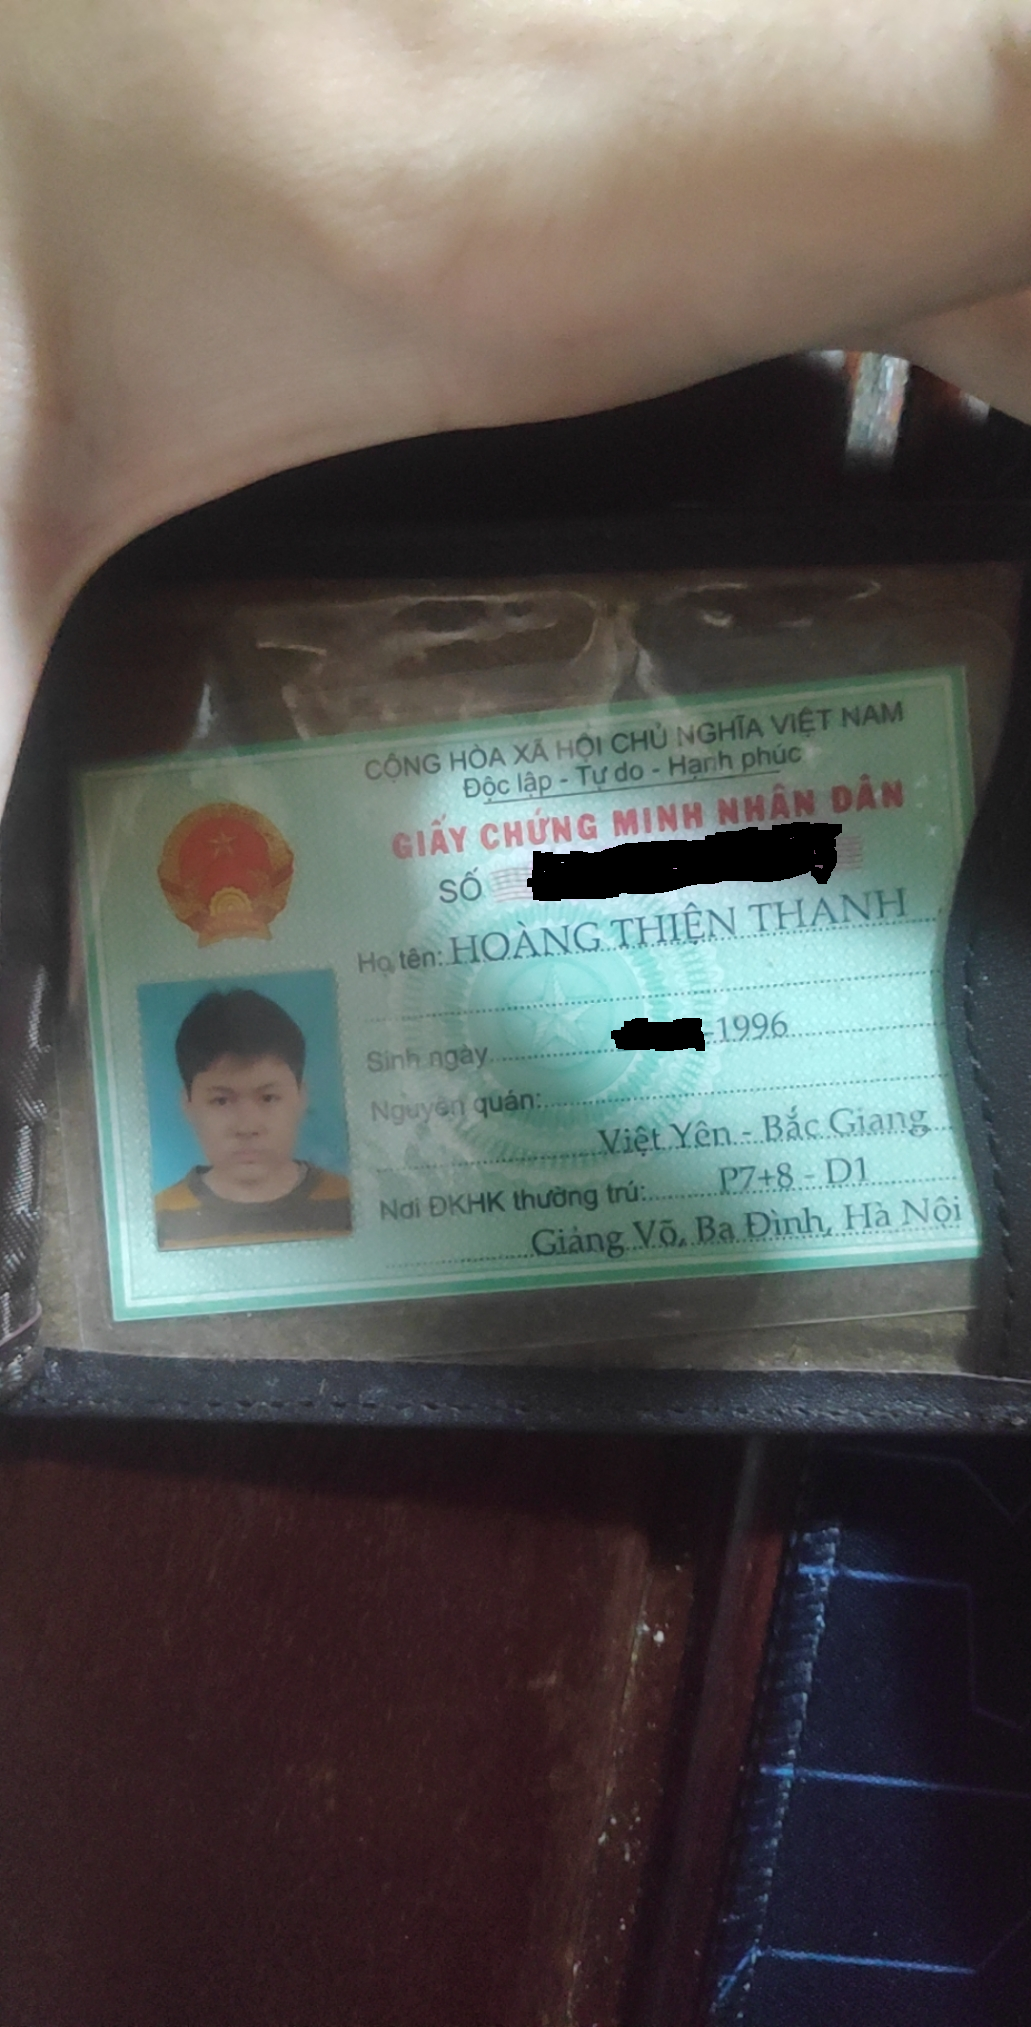 CỘNG HÒA XÃ HỘI CHỦ NGHĨA VIỆT NAM
Độc lập - Tự do - Hạnh phúc
GIẤY CHỨNG MINH NHÂN DÂN
SỐ
Họ tên: HOÀNG THIỆN THANH
Sinh ngày -1996
Nguyên quán:
Việt Yên - Bắc Giang
Nơi ĐKHK thường trú: P7+8 - D1
Giảng Võ, Ba Đình, Hà Nội